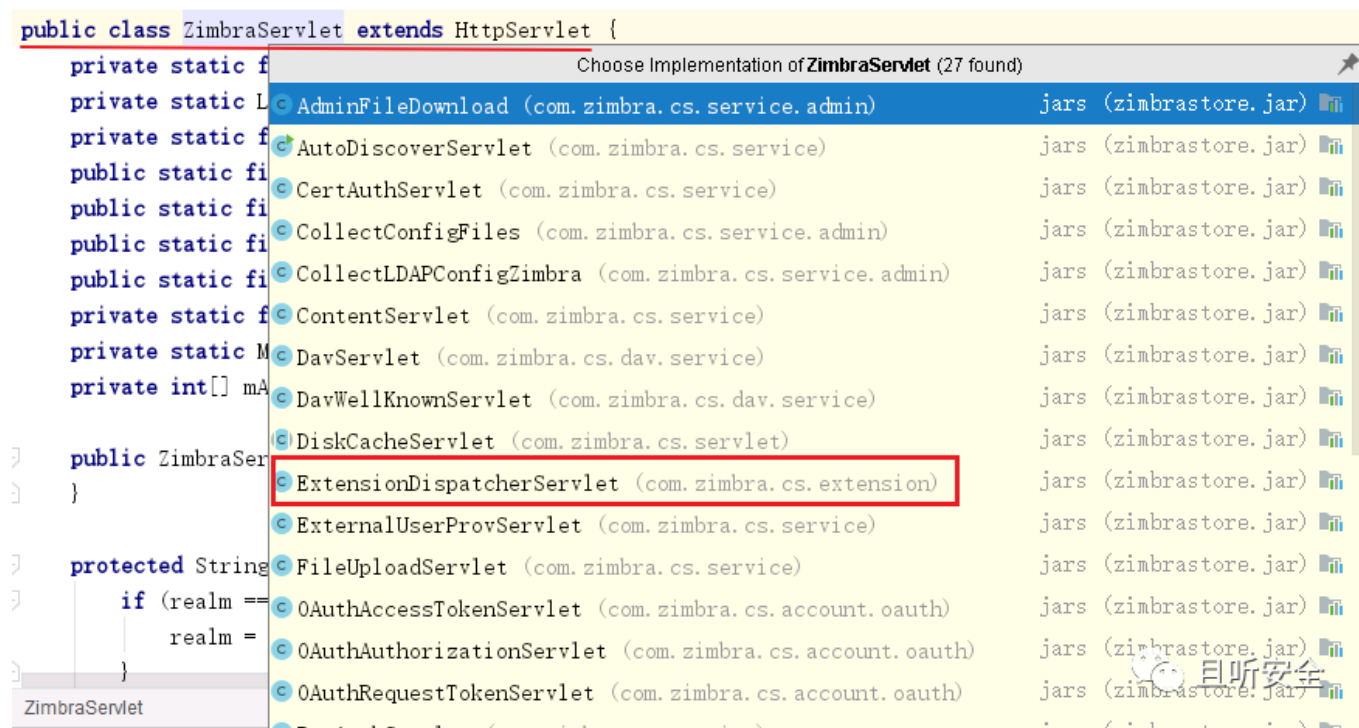 public class ZimbraServlet extends HttpServlet {
private static f
Choose Implementation of ZimbraServlet (27 found)
private static L
AdminFileDownload (com.zimbra.cs.service.admin) jars (zimbrastore.jar)
private static f
AutoDiscoverServlet (com.zimbra.cs.service) jars (zimbrastore.jar)
public static fi
CertAuthServlet (com.zimbra.cs.service) jars (zimbrastore.jar)
public static fi
CollectConfigFiles (com.zimbra.cs.service.admin) jars (zimbrastore.jar)
public static fi
CollectLDAPConfigZimbra (com.zimbra.cs.service.admin) jars (zimbrastore.jar)
public static fi
private static f
ContentServlet (com.zimbra.cs.service) jars (zimbrastore.jar)
private static M
DavServlet (com.zimbra.cs.dav.service) jars (zimbrastore.jar)
private int[] mA
DavWellKnownServlet (com.zimbra.cs.dav.service) jars (zimbrastore.jar)
DiskCacheServlet (com.zimbra.cs.servlet) jars (zimbrastore.jar)
public ZimbraSer
ExtensionDispatcherServlet (com.zimbra.cs.extension) jars (zimbrastore.jar)
}
ExternalUserProvServlet (com.zimbra.cs.service) jars (zimbrastore.jar)
protected String
FileUploadServlet (com.zimbra.cs.service) jars (zimbrastore.jar)
if (realm ==
OAuthAccessTokenServlet (com.zimbra.cs.account.oauth) jars (zimbrastore.jar)
realm =
OAuthAuthorizationServlet (com.zimbra.cs.account.oauth) jars (zimbrastore.jar)
}
OAuthRequestTokenServlet (com.zimbra.cs.account.oauth) jars (zimbrastore.jar)
且听安全
ZimbraServlet